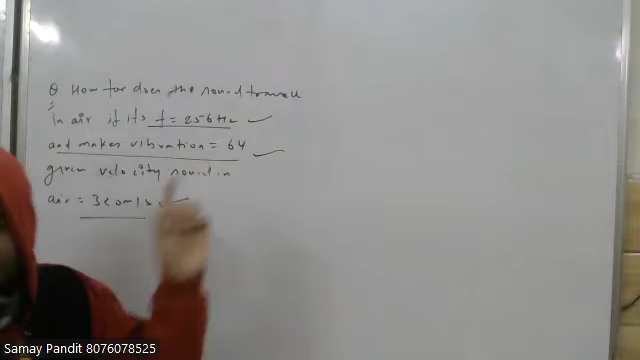 Q How far does the sound travell
in air if its f = 256 Hz
and makes vibration = 64
given velocity sound in
air = 320 m/s
Samay Pandit 8076078525